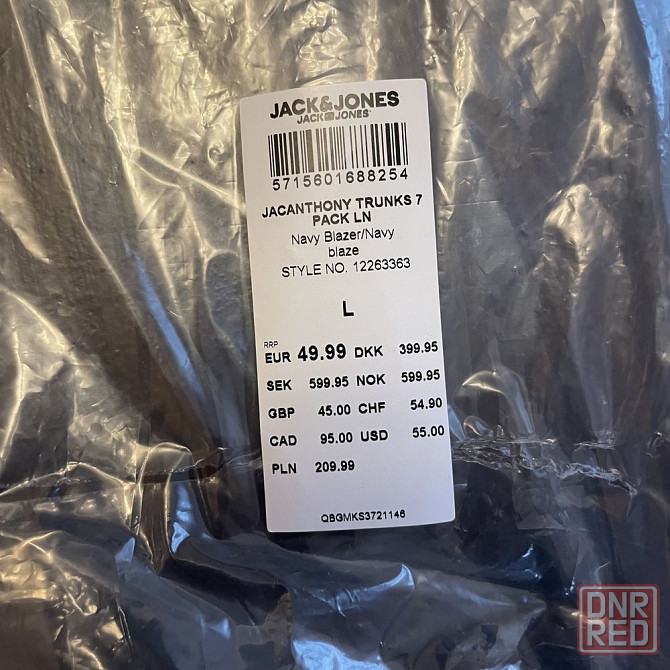 JACK&JONES
JACK&JONES
5715601688254
JACANTHONY TRUNKS 7
PACK LN
Navy Blazer/Navy
blaze
STYLE NO. 12263363
L
RRP
EUR 49.99 DKK 399.95
SEK 599.95 NOK 599.95
GBP 45.00 CHF 54.90
CAD 95.00 USD 55.00
PLN 209.99
QBGMKS3721146
DNR
RED